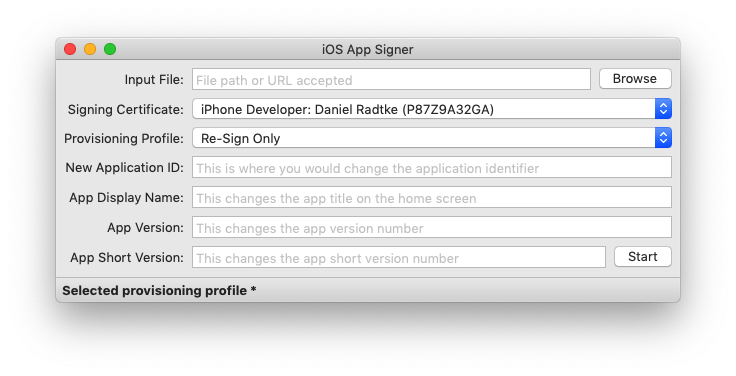 iOS App Signer
Input File: File path or URL accepted Browse
Signing Certificate: iPhone Developer: Daniel Radtke (P87Z9A32GA)
Provisioning Profile: Re-Sign Only
New Application ID: This is where you would change the application identifier
App Display Name: This changes the app title on the home screen
App Version: This changes the app version number
App Short Version: This changes the app short version number Start
Selected provisioning profile *